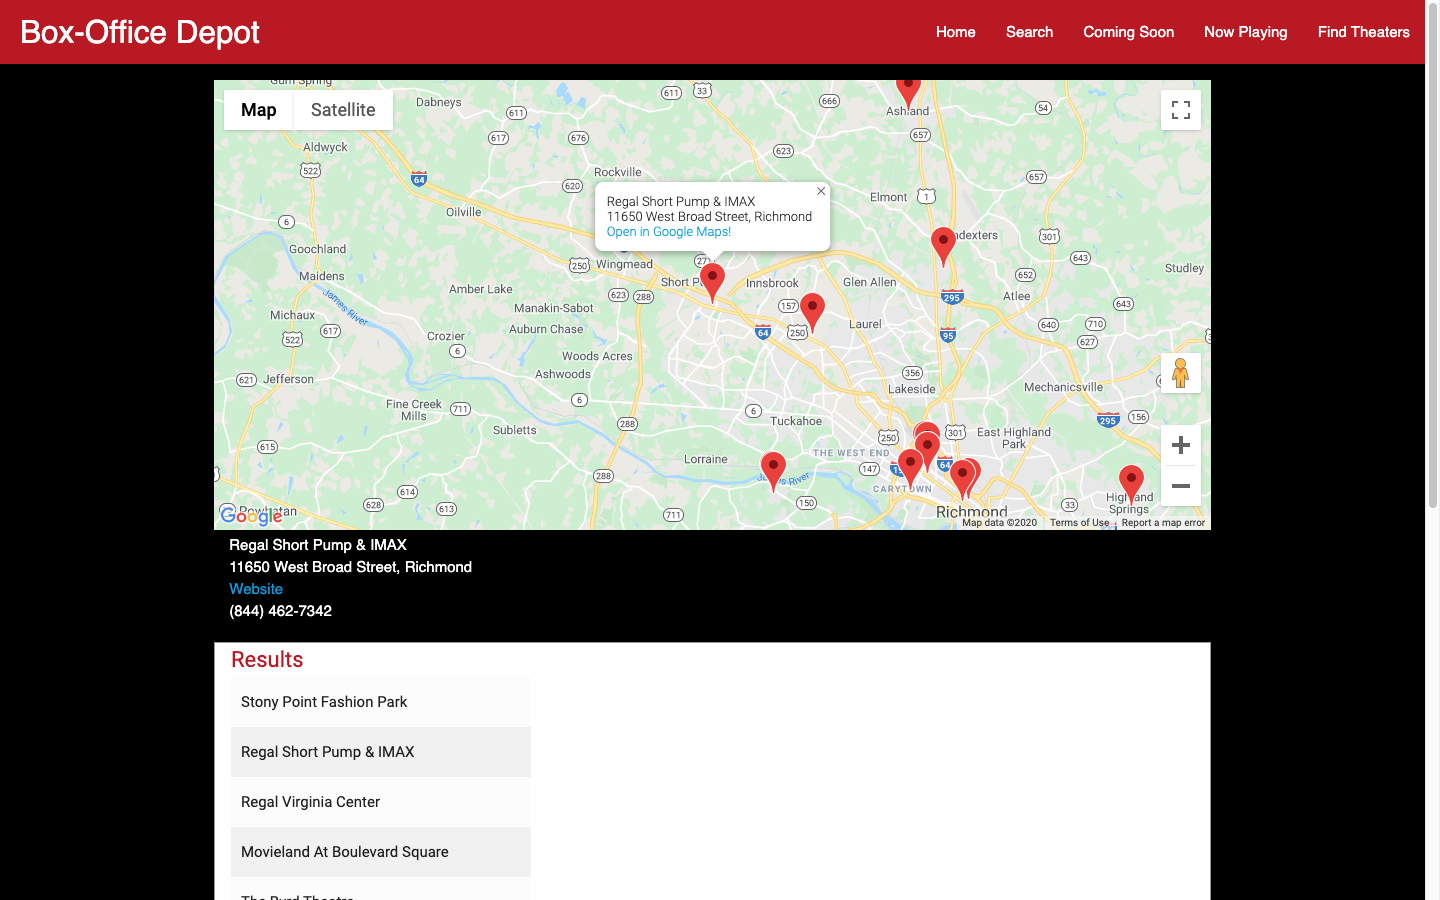 Box-Office Depot
Home
Search
Coming Soon
Now Playing
Find Theaters
Map
Satellite
Dabneys
611
33
611
666
Ashland
54
617
676
657
Aldwyck
522
64
623
Rockville
620
657
Elmont
1
Regal Short Pump & IMAX
11650 West Broad Street, Richmond
Open in Google Maps!
Oilville
6
Goochland
301
643
Maidens
250
Wingmead
271
Short
Innsbrook
Glen Allen
652
Studley
Amber Lake
623
288
295
Atlee
James River
Manakin-Sabot
157
643
Michaux
617
Auburn Chase
Laurel
640
710
522
Crozier
64
250
95
627
6
Woods Acres
Ashwoods
356
621
Jefferson
Lakeside
Mechanicsville
Fine Creek
Mills
711
6
6
Tuckahoe
295
156
Subletts
288
250
301
East Highland
Park
615
Lorraine
THE WEST END
147
64
288
James River
CARYTOWN
614
628
613
150
33
Highland
Springs
711
Richmond
Google
Map data ©2020
Terms of Use
Report a map error
Regal Short Pump & IMAX
11650 West Broad Street, Richmond
Website
(844) 462-7342
Results
Stony Point Fashion Park
Regal Short Pump & IMAX
Regal Virginia Center
Movieland At Boulevard Square
The Byrd Theatre